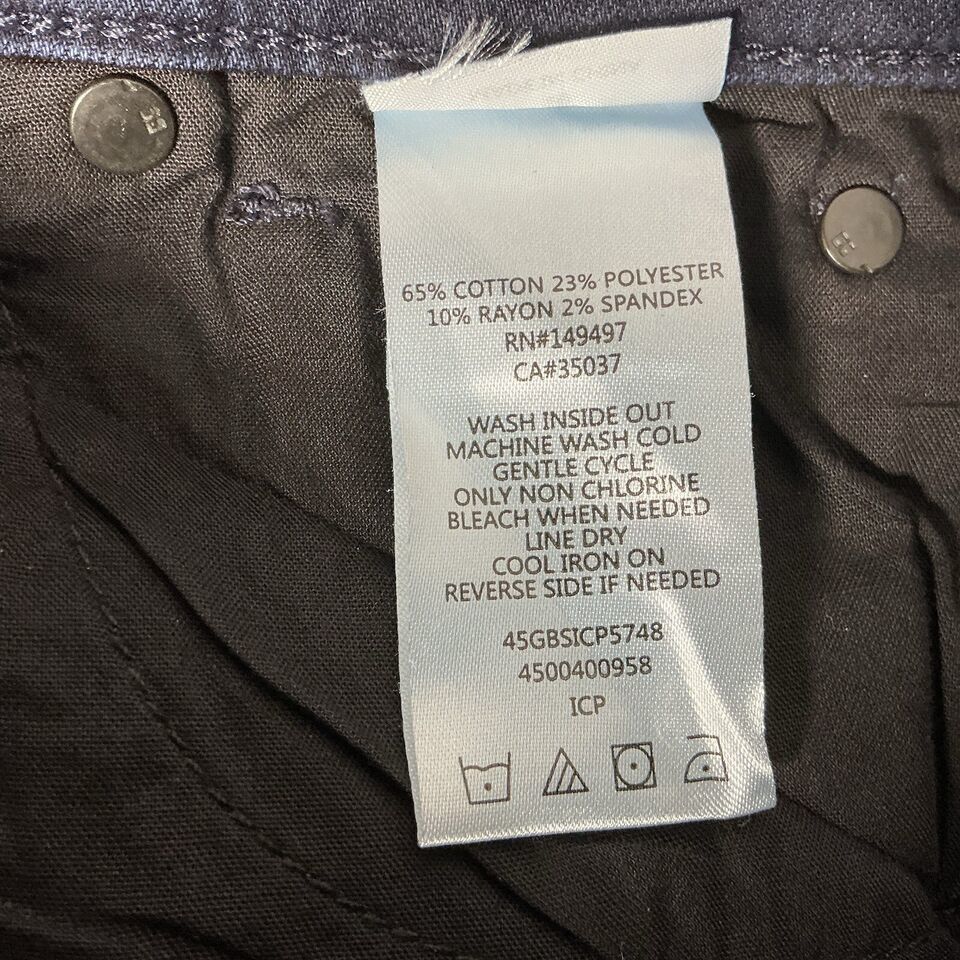 65% COTTON 23% POLYESTER
10% RAYON 2% SPANDEX
RN#149497
CA#35037
WASH INSIDE OUT
MACHINE WASH COLD
GENTLE CYCLE
ONLY NON CHLORINE
BLEACH WHEN NEEDED
LINE DRY
COOL IRON ON
REVERSE SIDE IF NEEDED
45GBSICP5748
4500400958
ICP